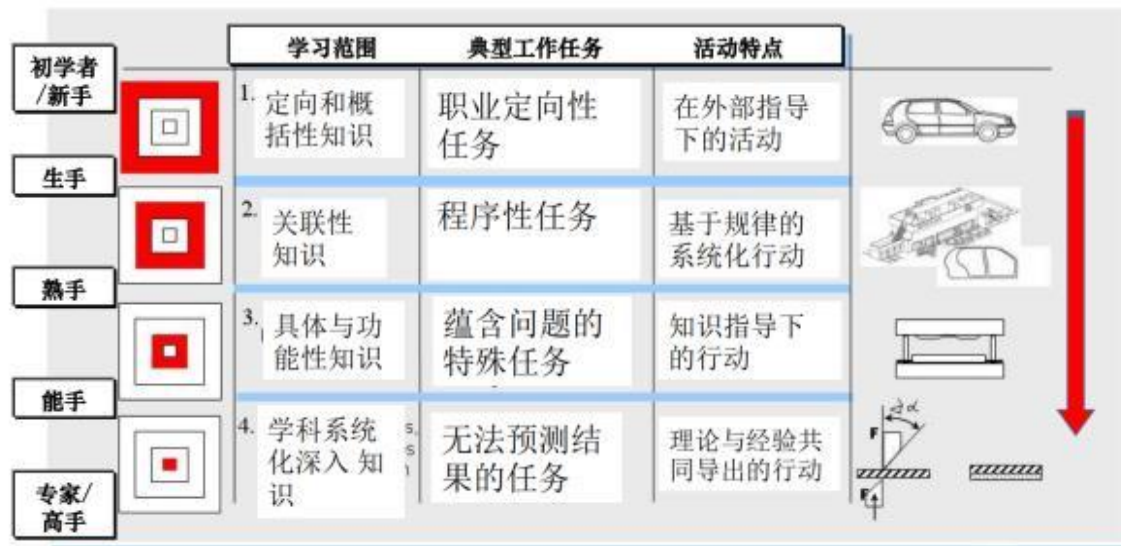 学习范围 典型工作任务 活动特点
初学者
/新手
1. 定向和概
括性知识
职业定向性
任务
在外部指导
下的活动
生手
2. 关联性
知识
程序性任务
基于规律的
系统化行动
熟手
3. 具体与功
能性知识
蕴含问题的
特殊任务
知识指导下
的行动
能手
4. 学科系统
化深入 知
识
无法预测结
果的任务
理论与经验共
同导出的行动
专家/
高手
F
α
F